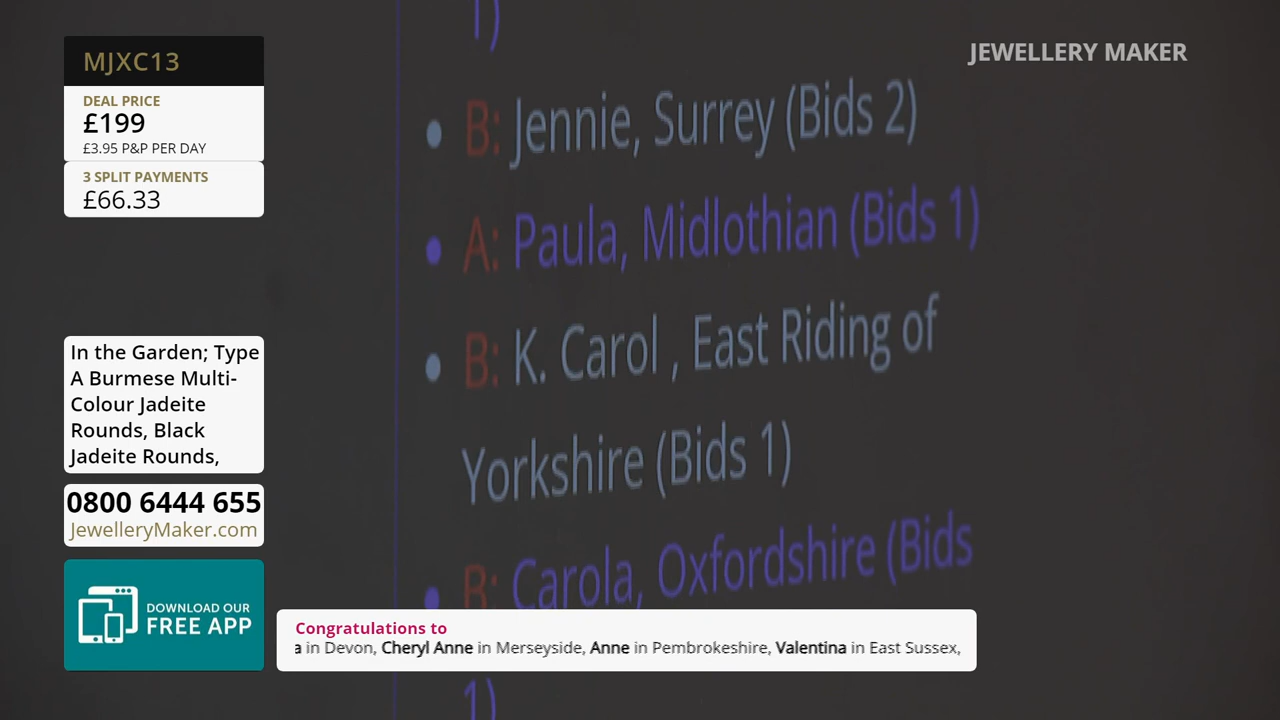 MJXC13
DEAL PRICE
£199
£3.95 P&P PER DAY
3 SPLIT PAYMENTS
£66.33
In the Garden; Type
A Burmese Multi-
Colour Jadeite
Rounds, Black
Jadeite Rounds,
0800 6444 655
JewelleryMaker.com
DOWNLOAD OUR
FREE APP
JEWELLERY MAKER
1)
• B: Jennie, Surrey (Bids 2)
• A: Paula, Midlothian (Bids 1)
• B: K. Carol , East Riding of
Yorkshire (Bids 1)
• B: Carola, Oxfordshire (Bids
1)
Congratulations to
a in Devon, Cheryl Anne in Merseyside, Anne in Pembrokeshire, Valentina in East Sussex,